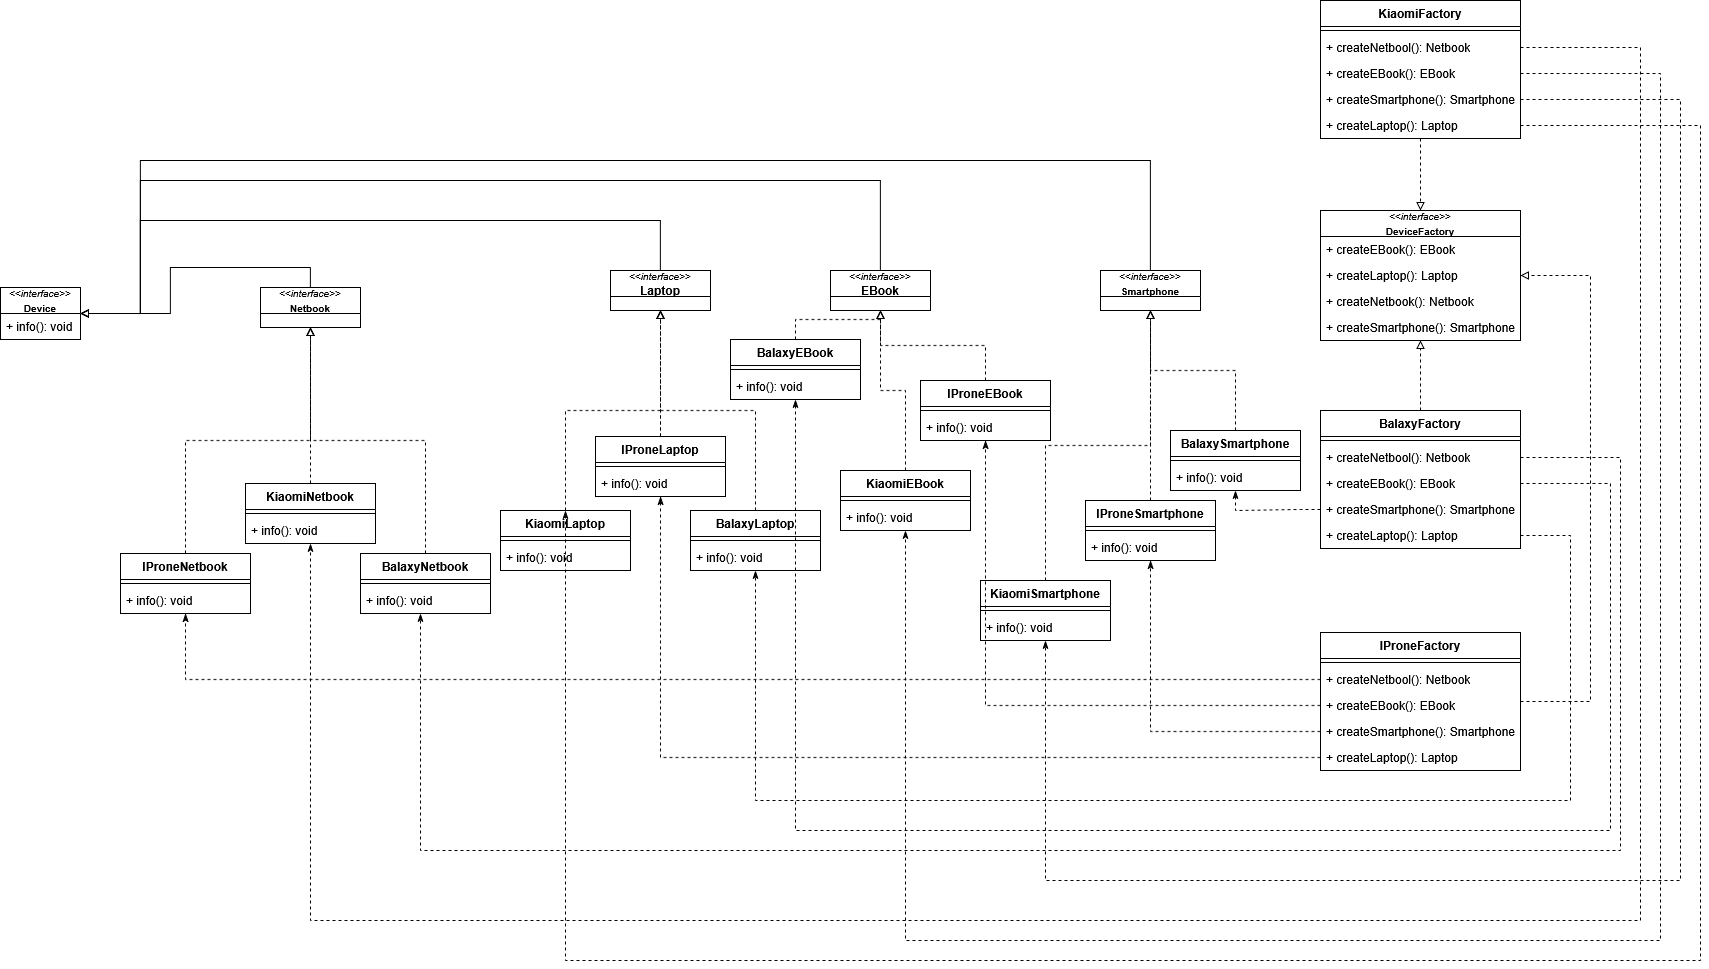 KiaomiFactory
+ createNetbool(): Netbook
+ createEBook(): EBook
+ createSmartphone(): Smartphone
+ createLaptop(): Laptop
<<interface>>
DeviceFactory
+ createEBook(): EBook
+ createLaptop(): Laptop
+ createNetbook(): Netbook
+ createSmartphone(): Smartphone
<<interface>>
Device
+ info(): void
<<interface>>
Netbook
<<interface>>
Laptop
<<interface>>
EBook
<<interface>>
Smartphone
BalaxyEBook
+ info(): void
IProneEBook
+ info(): void
BalaxyFactory
+ createNetbool(): Netbook
+ createEBook(): EBook
+ createSmartphone(): Smartphone
+ createLaptop(): Laptop
IProneLaptop
+ info(): void
BalaxySmartphone
+ info(): void
KiaomiNetbook
+ info(): void
KiaomiEBook
+ info(): void
KiaomiLaptop
+ info(): void
BalaxyLaptop
+ info(): void
IProneSmartphone
+ info(): void
IProneNetbook
+ info(): void
BalaxyNetbook
+ info(): void
KiaomiSmartphone
+ info(): void
IProneFactory
+ createNetbool(): Netbook
+ createEBook(): EBook
+ createSmartphone(): Smartphone
+ createLaptop(): Laptop